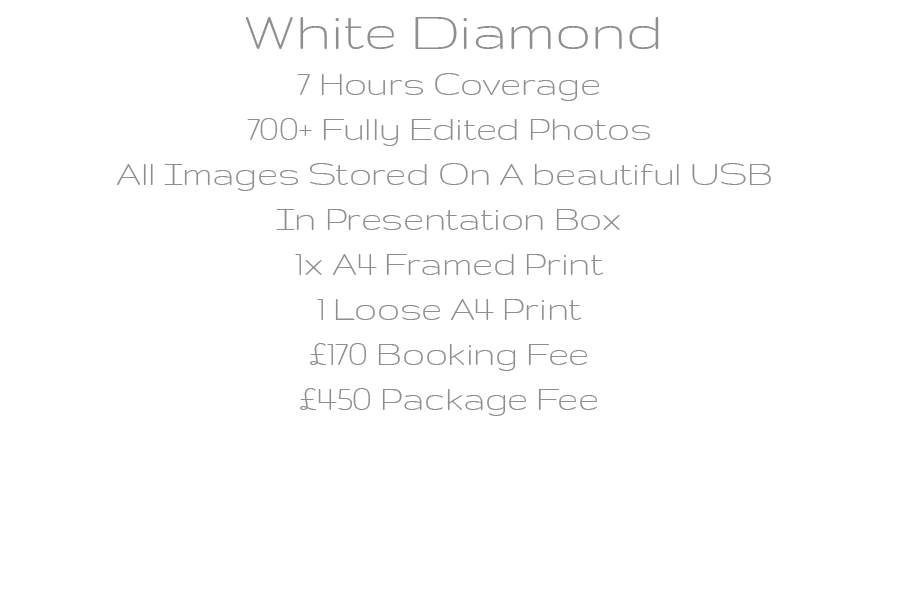 White Diamond
7 Hours Coverage
700+ Fully Edited Photos
All Images Stored On A beautiful USB
In Presentation Box
1x A4 Framed Print
1 Loose A4 Print
£170 Booking Fee
£450 Package Fee